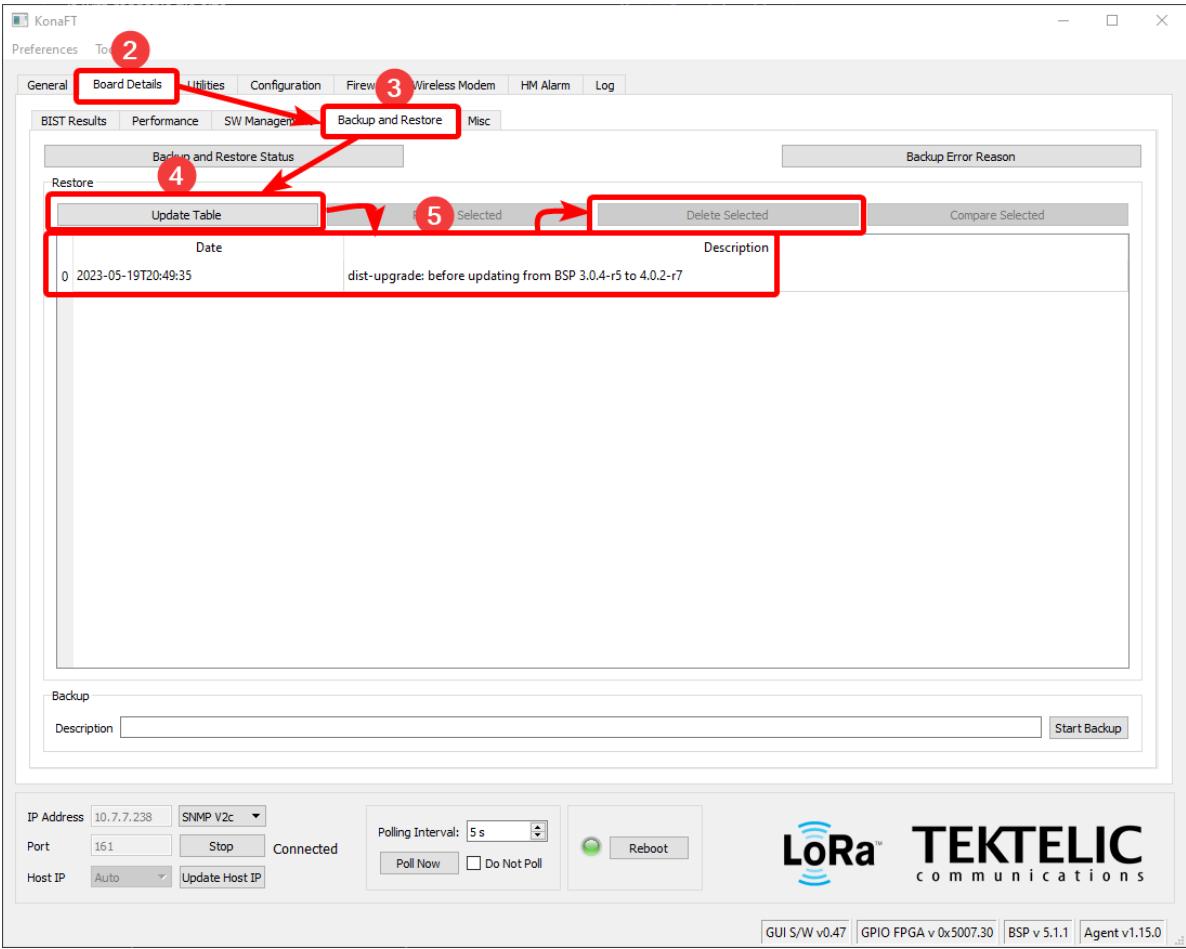 KonaFT
Preferences
2
General Board Details Utilities Configuration Wireless Modem HM Alarm Log
3
BIST Results Performance SW Backup and Restore Misc
Backup and Restore Status Backup Error Reason
4
Restore
5
Update Table Selected Delete Selected Compare Selected
Date Description
0 2023-05-19T20:49:35 dist-upgrade: before updating from BSP 3.0.4-r5 to 4.0.2-r7
Backup
Description Start Backup
IP Address 10.7.7.238 SNMP V2c
Port 161 Stop Connected
Host IP Auto Update Host IP
Polling Interval: 5 s
Poll Now Do Not Poll
Reboot
LoRa™
TEKTELIC
communications
GUI S/W v0.47 GPIO FPGA v 0x5007.30 BSP v 5.1.1 Agent v1.15.0